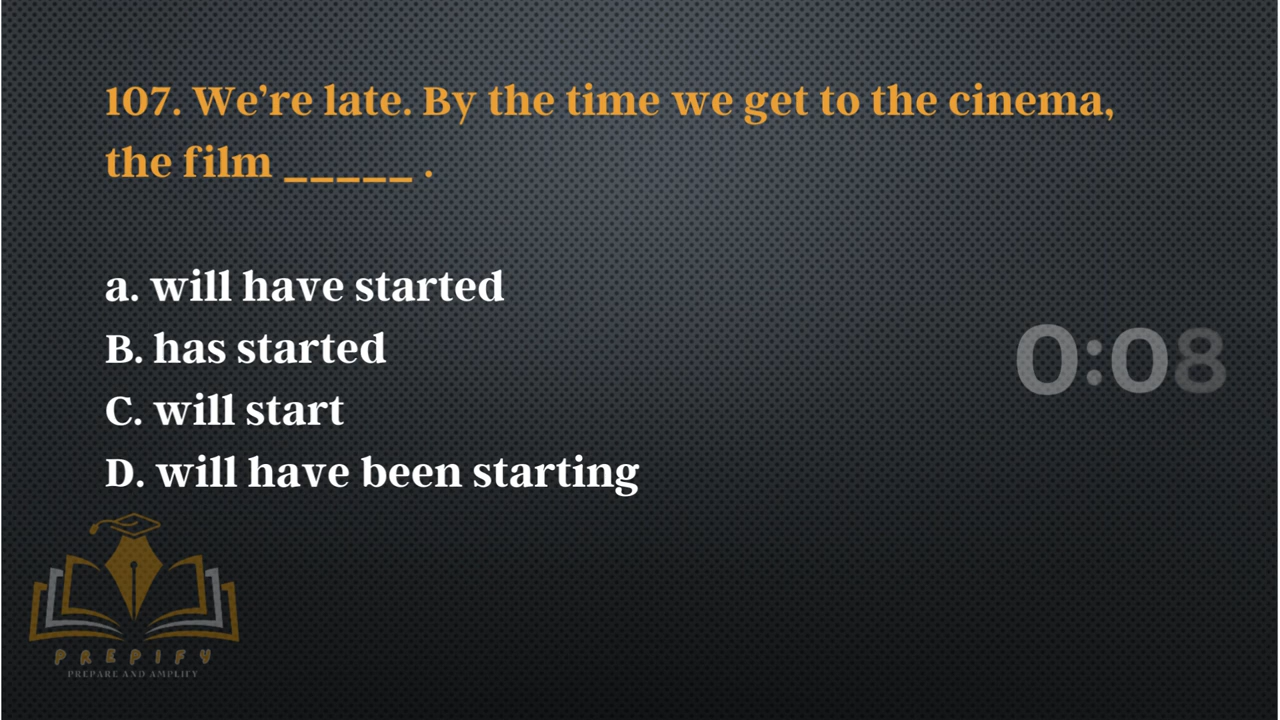 107. We’re late. By the time we get to the cinema,
the film _____ .
a. will have started
B. has started
C. will start
D. will have been starting
0:08
PREPIFY
PREPARE AND AMPLIFY